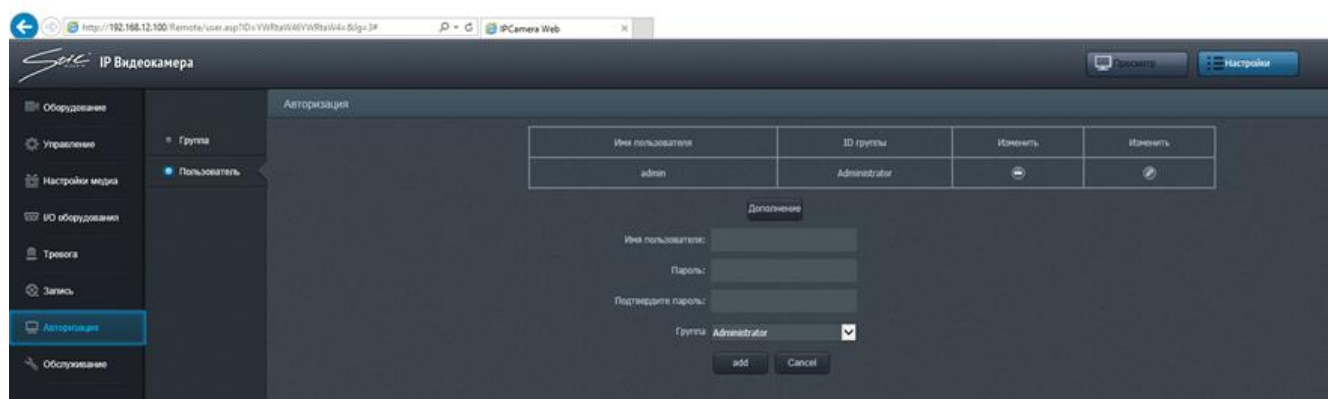 http://192.168.12.100/Remote/user.asp?ID=YWRtaW46YWRtaW4=&lg=3#
IPCamera Web
IP Видеокамера
Просмотр
Настройки
Оборудование
Авторизация
Управление
Группа
Имя пользователя ID группы Изменить Изменить
Пользователь
admin Administrator
Настройки медиа
I/O оборудования
Дополнение
Имя пользователя:
Тревога
Пароль:
Запись
Подтвердите пароль:
Авторизация
Группа Administrator
Обслуживание
add Cancel